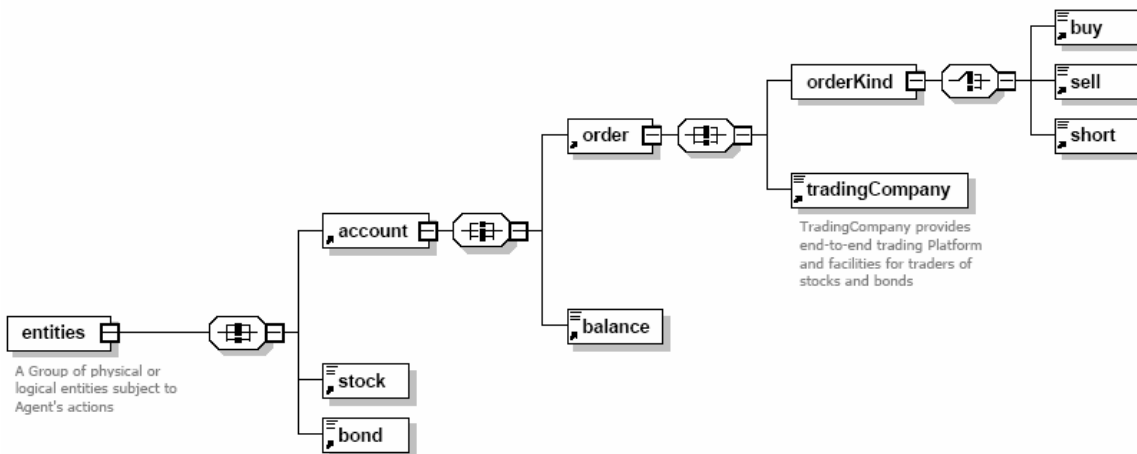 buy
orderKind
sell
order
short
tradingCompany
account
TradingCompany provides
end-to-end trading Platform
and facilities for traders of
stocks and bonds
entities
balance
A Group of physical or
logical entities subject to
Agent's actions
stock
bond